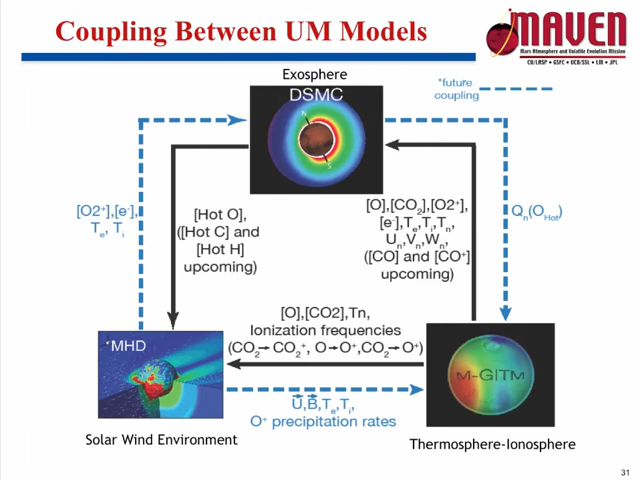 Coupling Between UM Models
MAVEN
Mars Atmosphere and Volatile Evolution Mission
CU/LASP • GSFC • UCB/SSL • LM • JPL
Exosphere
DSMC
*future
coupling
[O2⁺],[e⁻],
Tₑ, Tᵢ
[Hot O],
([Hot C] and
[Hot H]
upcoming)
[O],[CO₂],[O2⁺],
[e⁻],Tₑ,Tᵢ,Tₙ,
Uₙ,Vₙ,Wₙ,
([CO] and [CO⁺]
upcoming)
Qₙ(O_Hot)
[O],[CO2],Tn,
Ionization frequencies
(CO₂→CO₂⁺, O→O⁺,CO₂→O⁺)
MHD
M-GITM
U,B,Tₑ,Tᵢ,
O⁺ precipitation rates
Solar Wind Environment
Thermosphere-Ionosphere
31